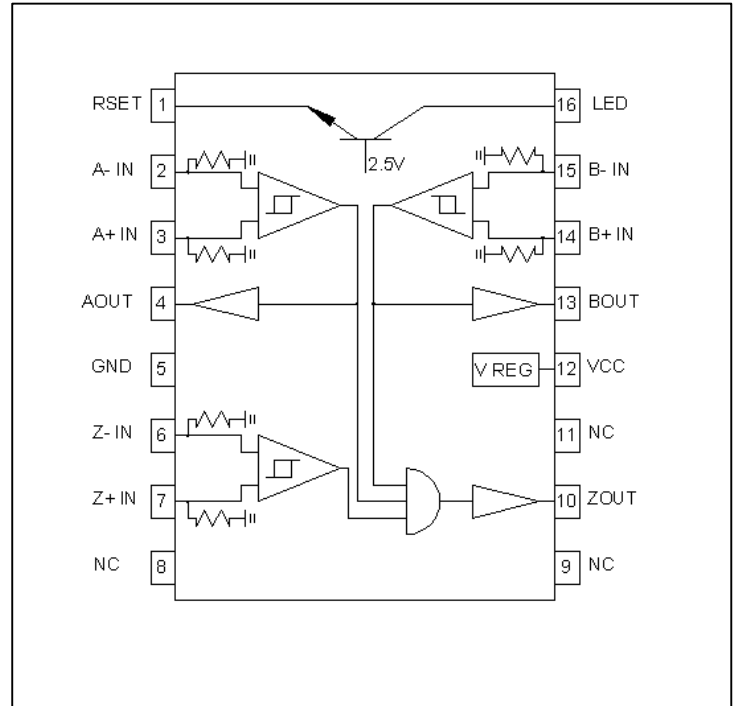 RSET 1
16 LED
2.5V
A- IN 2
15 B- IN
A+ IN 3
14 B+ IN
AOUT 4
13 BOUT
GND 5
V REG
12 VCC
Z- IN 6
11 NC
Z+ IN 7
10 ZOUT
NC 8
9 NC